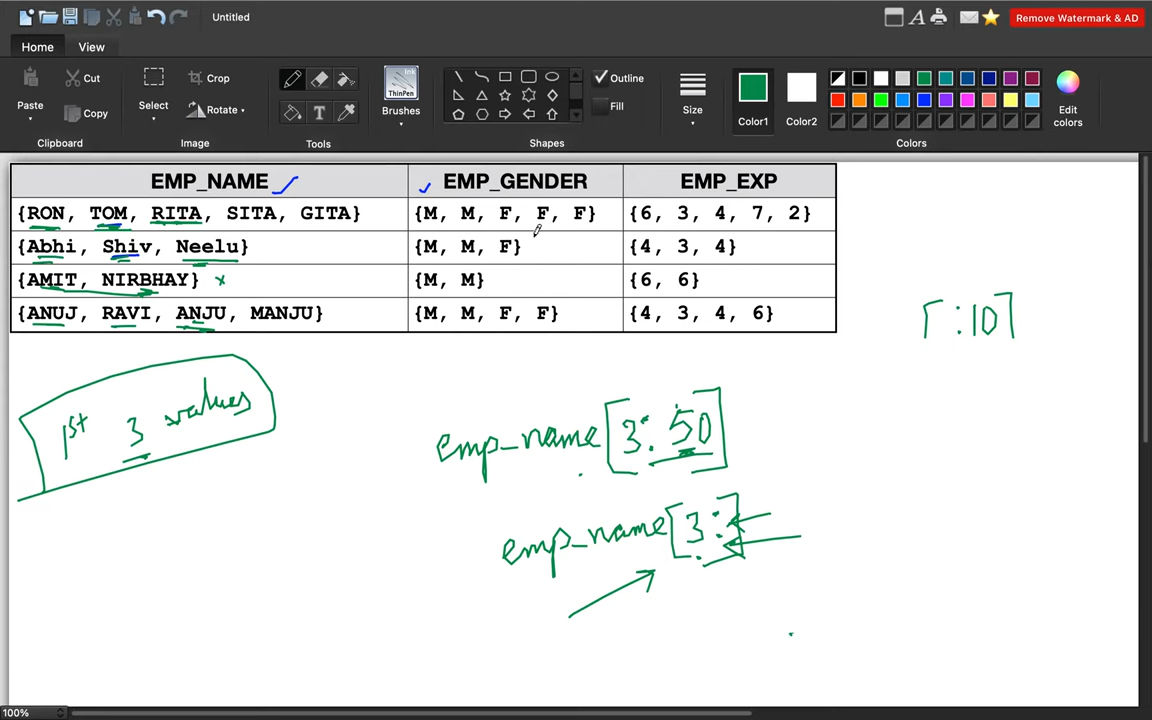 Untitled
Remove Watermark & AD
Home View
Paste Cut Copy Select Crop Rotate Ink ThinPen Brushes Outline Fill Size Color1 Color2 Edit colors
Clipboard Image Tools Shapes Colors
EMP_NAME EMP_GENDER EMP_EXP
{RON, TOM, RITA, SITA, GITA} {M, M, F, F, F} {6, 3, 4, 7, 2}
{Abhi, Shiv, Neelu} {M, M, F} {4, 3, 4}
{AMIT, NIRBHAY} x {M, M} {6, 6}
{ANUJ, RAVI, ANJU, MANJU} {M, M, F, F} {4, 3, 4, 6}
[:10]
1st 3 values
emp_name[3:50]
emp_name[3:]
100%